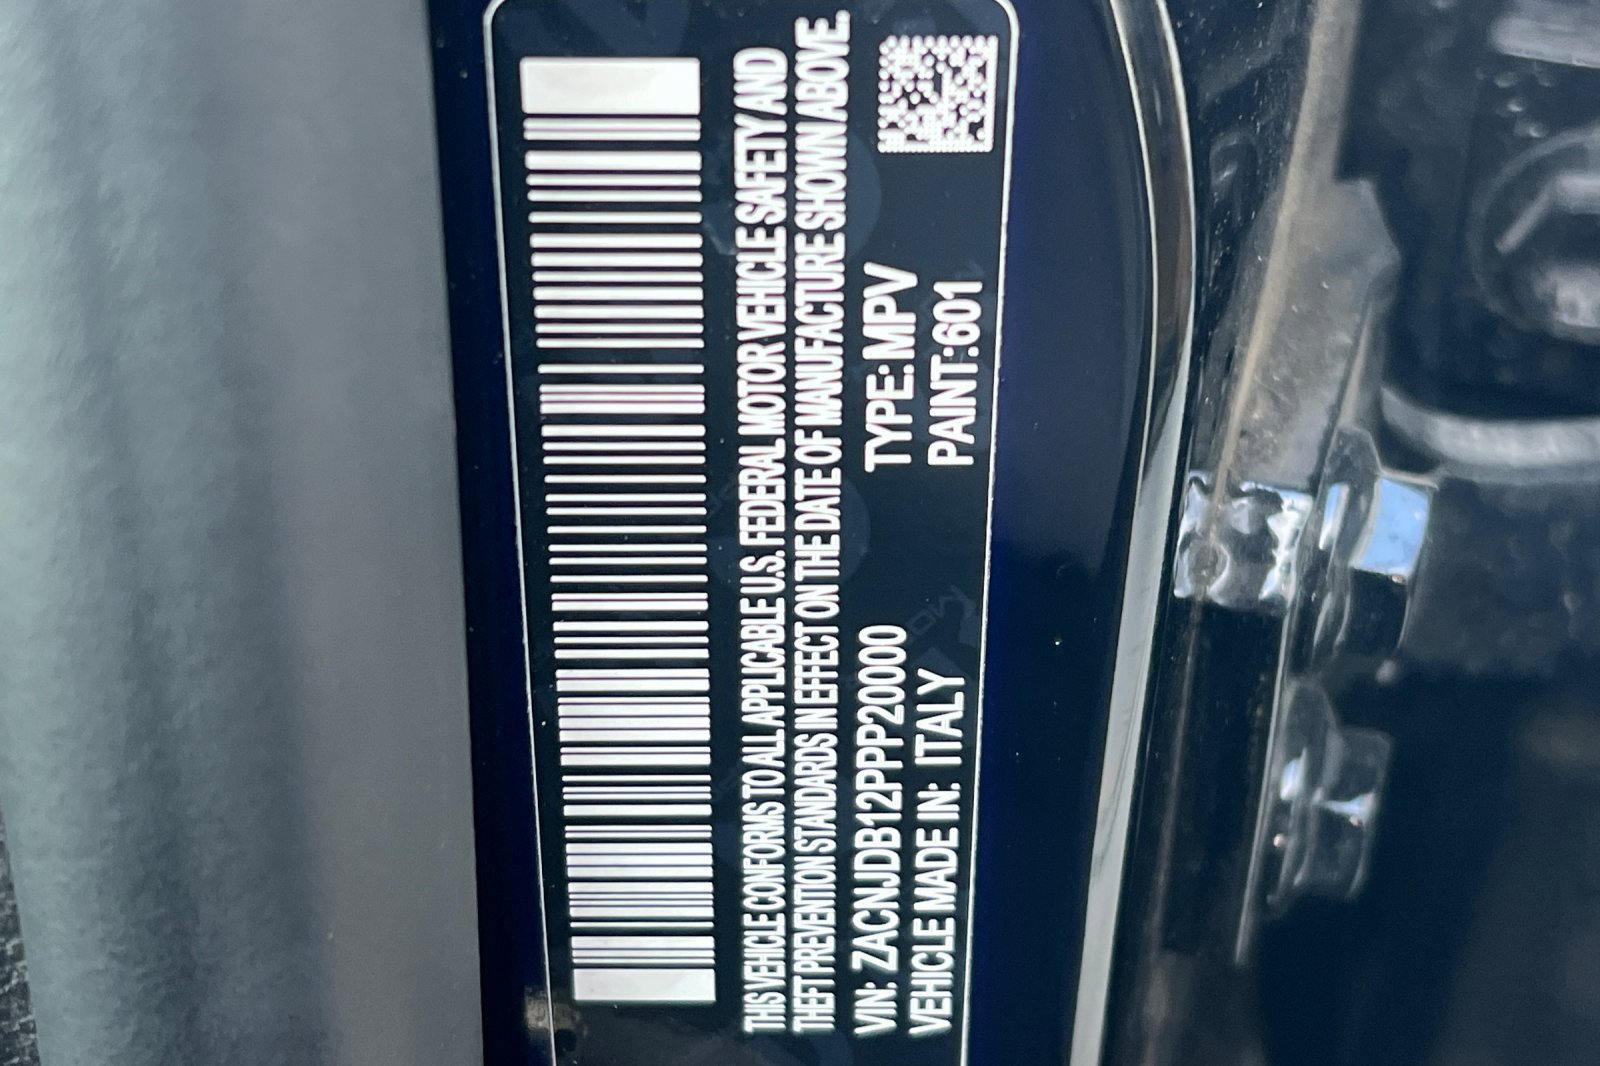 THIS VEHICLE CONFORMS TO ALL APPLICABLE U.S. FEDERAL MOTOR VEHICLE SAFETY AND
THEFT PREVENTION STANDARDS IN EFFECT ON THE DATE OF MANUFACTURE SHOWN ABOVE.
VIN: ZACNJDB12PPP20000 TYPE: MPV
VEHICLE MADE IN: ITALY PAINT:601